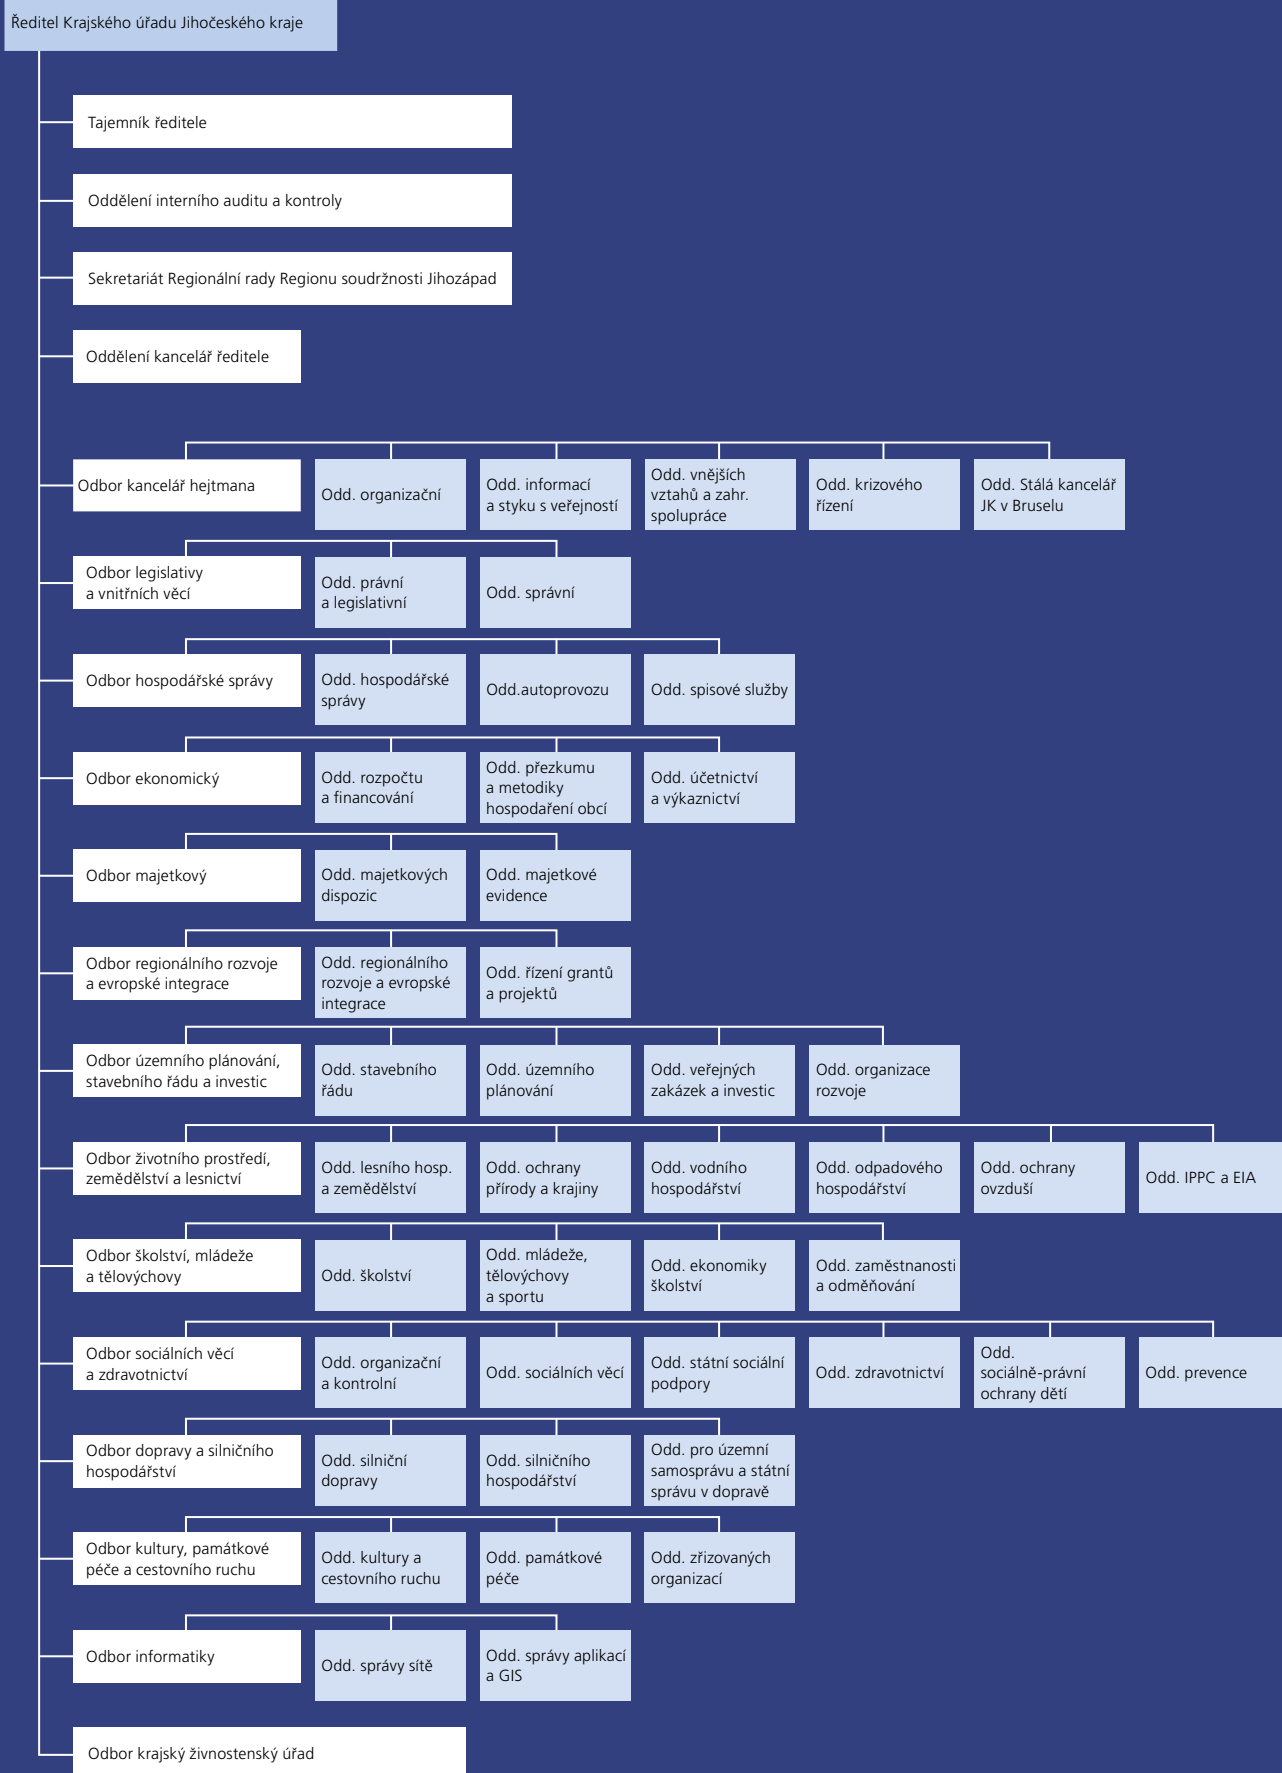 Ředitel Krajského úřadu Jihočeského kraje
Tajemník ředitele
Oddělení interního auditu a kontroly
Sekretariát Regionální rady Regionu soudržnosti Jihozápad
Oddělení kancelář ředitele
Odbor kancelář hejtmana
Odd. organizační
Odd. informací
a styku s veřejností
Odd. vnějších
vztahů a zahr.
spolupráce
Odd. krizového
řízení
Odd. Stálá kancelář
JK v Bruselu
Odbor legislativy
a vnitřních věcí
Odd. právní
a legislativní
Odd. správní
Odbor hospodářské správy
Odd. hospodářské
správy
Odd.autoprovozu
Odd. spisové služby
Odbor ekonomický
Odd. rozpočtu
a financování
Odd. přezkumu
a metodiky
hospodaření obcí
Odd. účetnictví
a výkaznictví
Odbor majetkový
Odd. majetkových
dispozic
Odd. majetkové
evidence
Odbor regionálního rozvoje
a evropské integrace
Odd. regionálního
rozvoje a evropské
integrace
Odd. řízení grantů
a projektů
Odbor územního plánování,
stavebního řádu a investic
Odd. stavebního
řádu
Odd. územního
plánování
Odd. veřejných
zakázek a investic
Odd. organizace
rozvoje
Odbor životního prostředí,
zemědělství a lesnictví
Odd. lesního hosp.
a zemědělství
Odd. ochrany
přírody a krajiny
Odd. vodního
hospodářství
Odd. odpadového
hospodářství
Odd. ochrany
ovzduší
Odd. IPPC a EIA
Odbor školství, mládeže
a tělovýchovy
Odd. školství
Odd. mládeže,
tělovýchovy
a sportu
Odd. ekonomiky
školství
Odd. zaměstnanosti
a odměňování
Odbor sociálních věcí
a zdravotnictví
Odd. organizační
a kontrolní
Odd. sociálních věcí
Odd. státní sociální
podpory
Odd. zdravotnictví
Odd.
sociálně-právní
ochrany dětí
Odd. prevence
Odbor dopravy a silničního
hospodářství
Odd. silniční
dopravy
Odd. silničního
hospodářství
Odd. pro územní
samosprávu a státní
správu v dopravě
Odbor kultury, památkové
péče a cestovního ruchu
Odd. kultury a
cestovního ruchu
Odd. památkové
péče
Odd. zřizovaných
organizací
Odbor informatiky
Odd. správy sítě
Odd. správy aplikací
a GIS
Odbor krajský živnostenský úřad